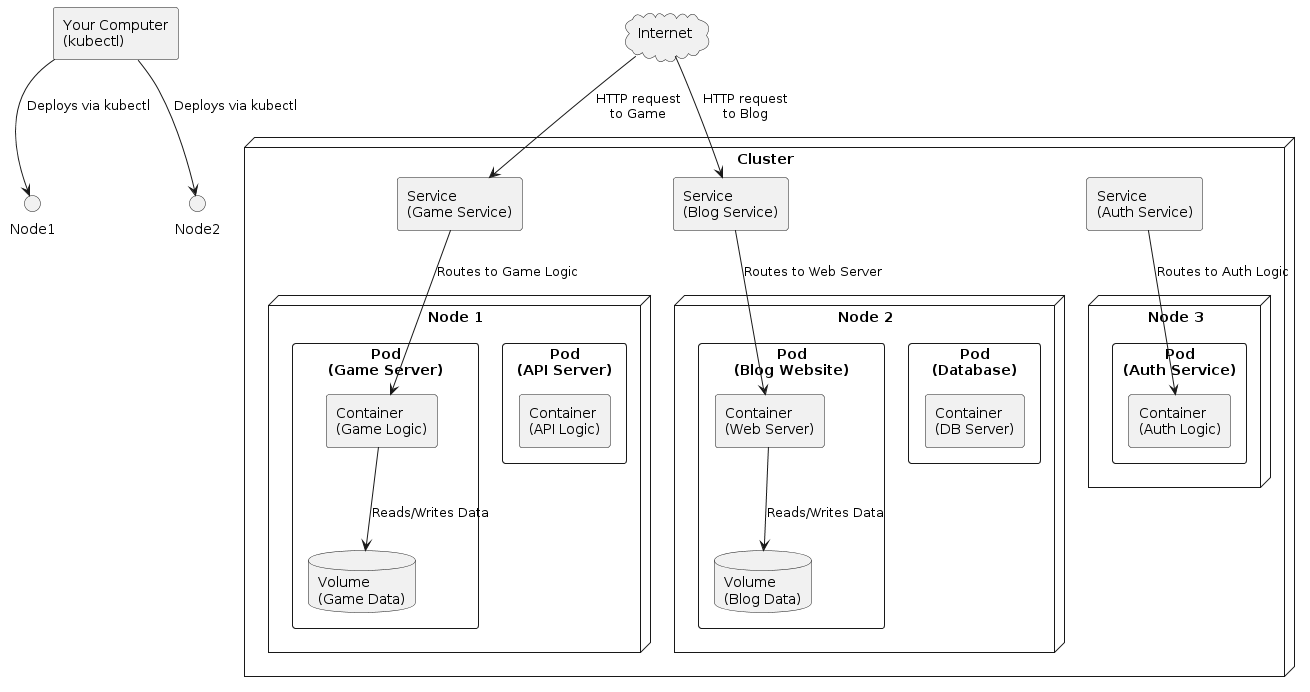 Your Computer
(kubectl)
Internet
Deploys via kubectl
Deploys via kubectl
HTTP request
to Game
HTTP request
to Blog
Cluster
Node1
Node2
Service
(Game Service)
Service
(Blog Service)
Service
(Auth Service)
Routes to Game Logic
Routes to Web Server
Routes to Auth Logic
Node 1
Pod
(Game Server)
Container
(Game Logic)
Reads/Writes Data
Volume
(Game Data)
Pod
(API Server)
Container
(API Logic)
Node 2
Pod
(Blog Website)
Container
(Web Server)
Reads/Writes Data
Volume
(Blog Data)
Pod
(Database)
Container
(DB Server)
Node 3
Pod
(Auth Service)
Container
(Auth Logic)